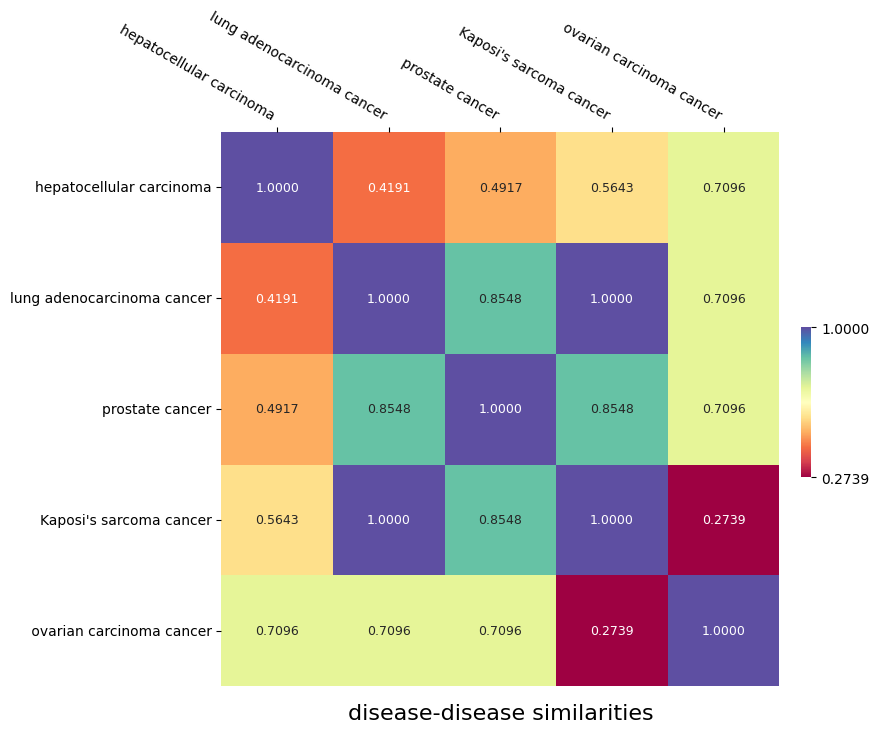 hepatocellular carcinoma
lung adenocarcinoma cancer
prostate cancer
Kaposi's sarcoma cancer
ovarian carcinoma cancer
hepatocellular carcinoma 1.0000 0.4191 0.4917 0.5643 0.7096
lung adenocarcinoma cancer 0.4191 1.0000 0.8548 1.0000 0.7096
prostate cancer 0.4917 0.8548 1.0000 0.8548 0.7096
Kaposi's sarcoma cancer 0.5643 1.0000 0.8548 1.0000 0.2739
ovarian carcinoma cancer 0.7096 0.7096 0.7096 0.2739 1.0000
1.0000
0.2739
disease-disease similarities